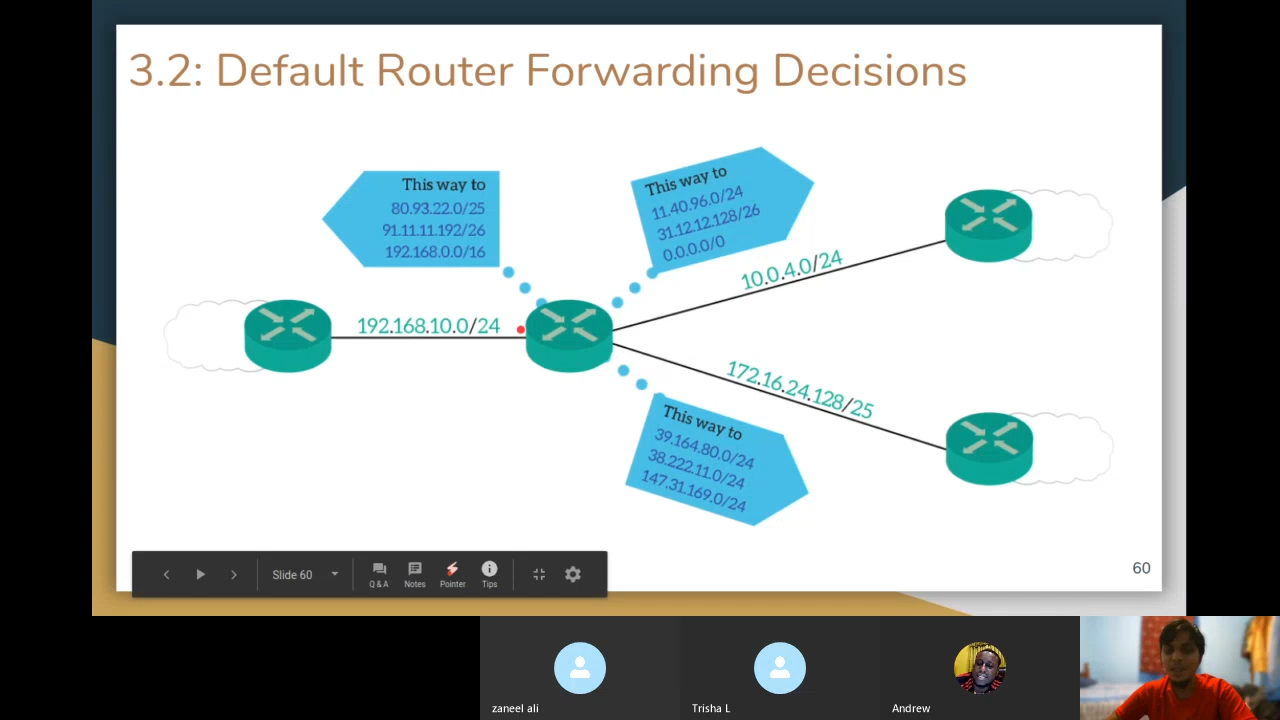 3.2: Default Router Forwarding Decisions
This way to
80.93.22.0/25
91.11.11.192/26
192.168.0.0/16
This way to
11.40.96.0/24
31.12.12.128/26
0.0.0.0/0
10.0.4.0/24
192.168.10.0/24
172.16.24.128/25
This way to
39.164.80.0/24
38.222.11.0/24
147.31.169.0/24
Slide 60
Q & A
Notes
Pointer
Tips
60
zaneel ali
Trisha L
Andrew